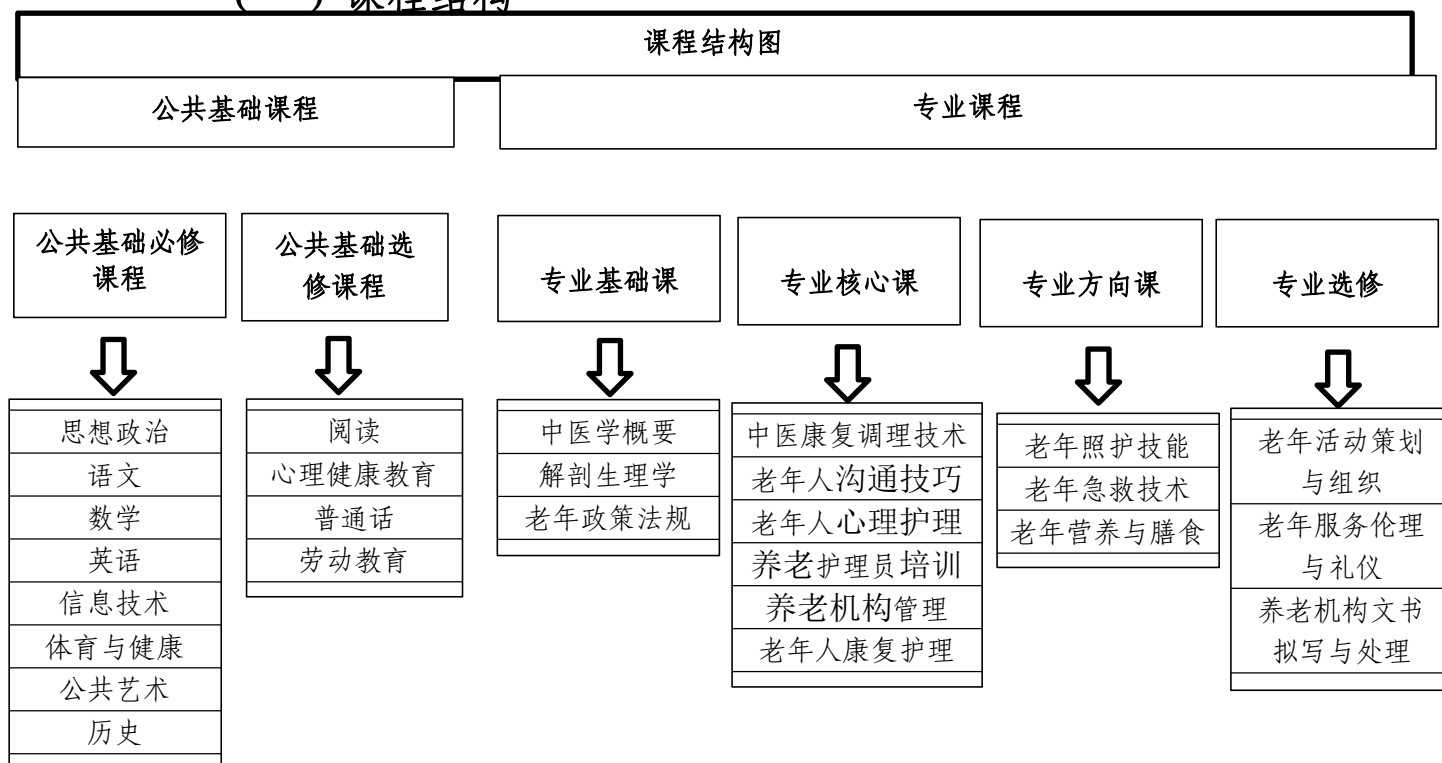 课程结构
课程结构图
公共基础课程
专业课程
公共基础必修
课程
公共基础选
修课程
专业基础课
专业核心课
专业方向课
专业选修
思想政治
语文
数学
英语
信息技术
体育与健康
公共艺术
历史
阅读
心理健康教育
普通话
劳动教育
中医学概要
解剖生理学
老年政策法规
中医康复调理技术
老年人沟通技巧
老年人心理护理
养老护理员培训
养老机构管理
老年人康复护理
老年照护技能
老年急救技术
老年营养与膳食
老年活动策划
与组织
老年服务伦理
与礼仪
养老机构文书
拟写与处理